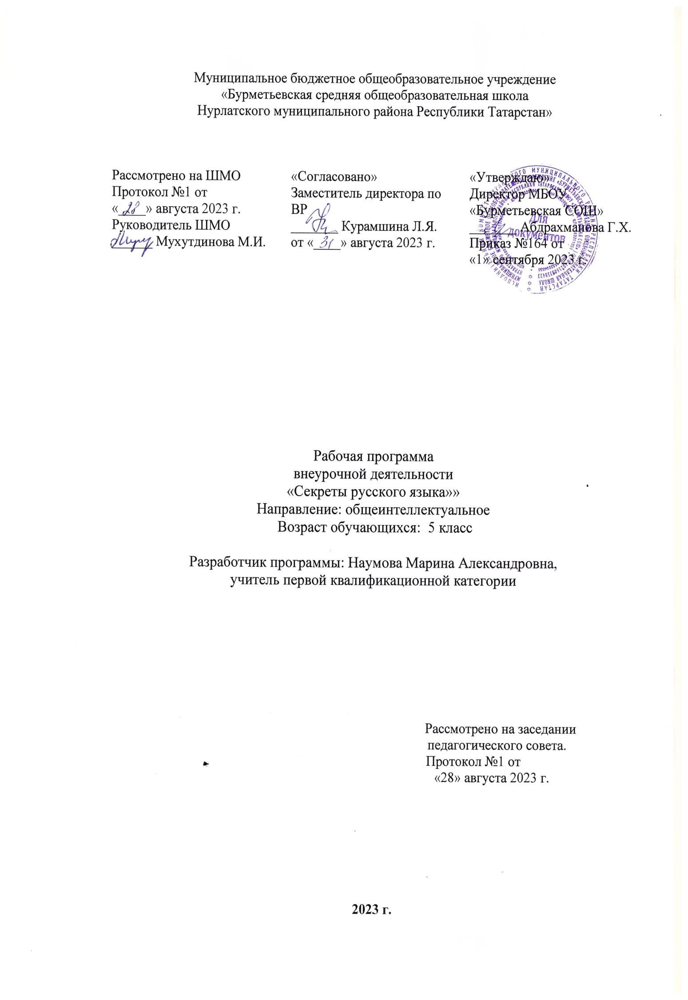 Муниципальное бюджетное общеобразовательное учреждение
«Бурметьевская средняя общеобразовательная школа
Нурлатского муниципального района Республики Татарстан»
Рассмотрено на ШМО
Протокол №1 от
«28» августа 2023 г.
Руководитель ШМО
Мухутдинова М.И.
«Согласовано»
Заместитель директора по
ВР
Курамшина Л.Я.
от «31» августа 2023 г.
«Утверждаю»
Директор МБОУ
«Бурметьевская СОШ»
Абдрахманова Г.Х.
Приказ №164 от
«1» сентября 2023 г.
Для
документов
Рабочая программа
внеурочной деятельности
«Секреты русского языка»»
Направление: общеинтеллектуальное
Возраст обучающихся: 5 класс
Разработчик программы: Наумова Марина Александровна,
учитель первой квалификационной категории
Рассмотрено на заседании
педагогического совета.
Протокол №1 от
«28» августа 2023 г.
2023 г.